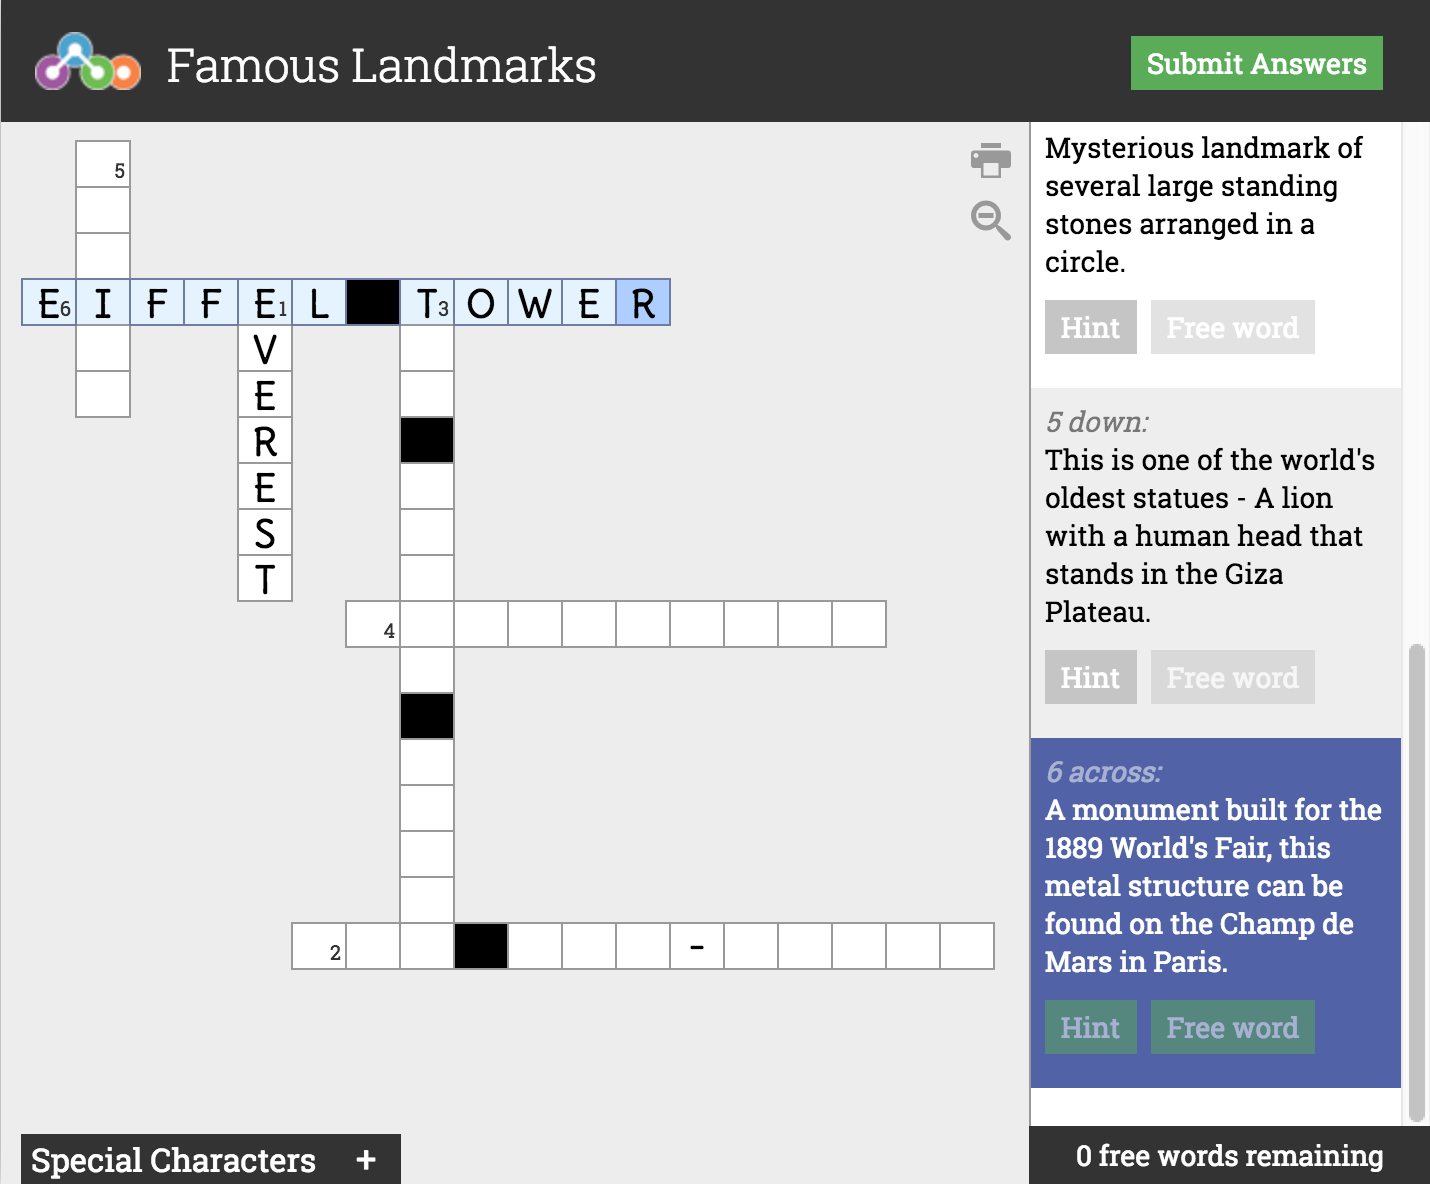 Famous Landmarks
Submit Answers
5
E6 I F F E1 L T3 O W E R
V
E
R
E
S
T
4
2 -
Mysterious landmark of
several large standing
stones arranged in a
circle.
Hint Free word
5 down:
This is one of the world's
oldest statues - A lion
with a human head that
stands in the Giza
Plateau.
Hint Free word
6 across:
A monument built for the
1889 World's Fair, this
metal structure can be
found on the Champ de
Mars in Paris.
Hint Free word
Special Characters +
0 free words remaining